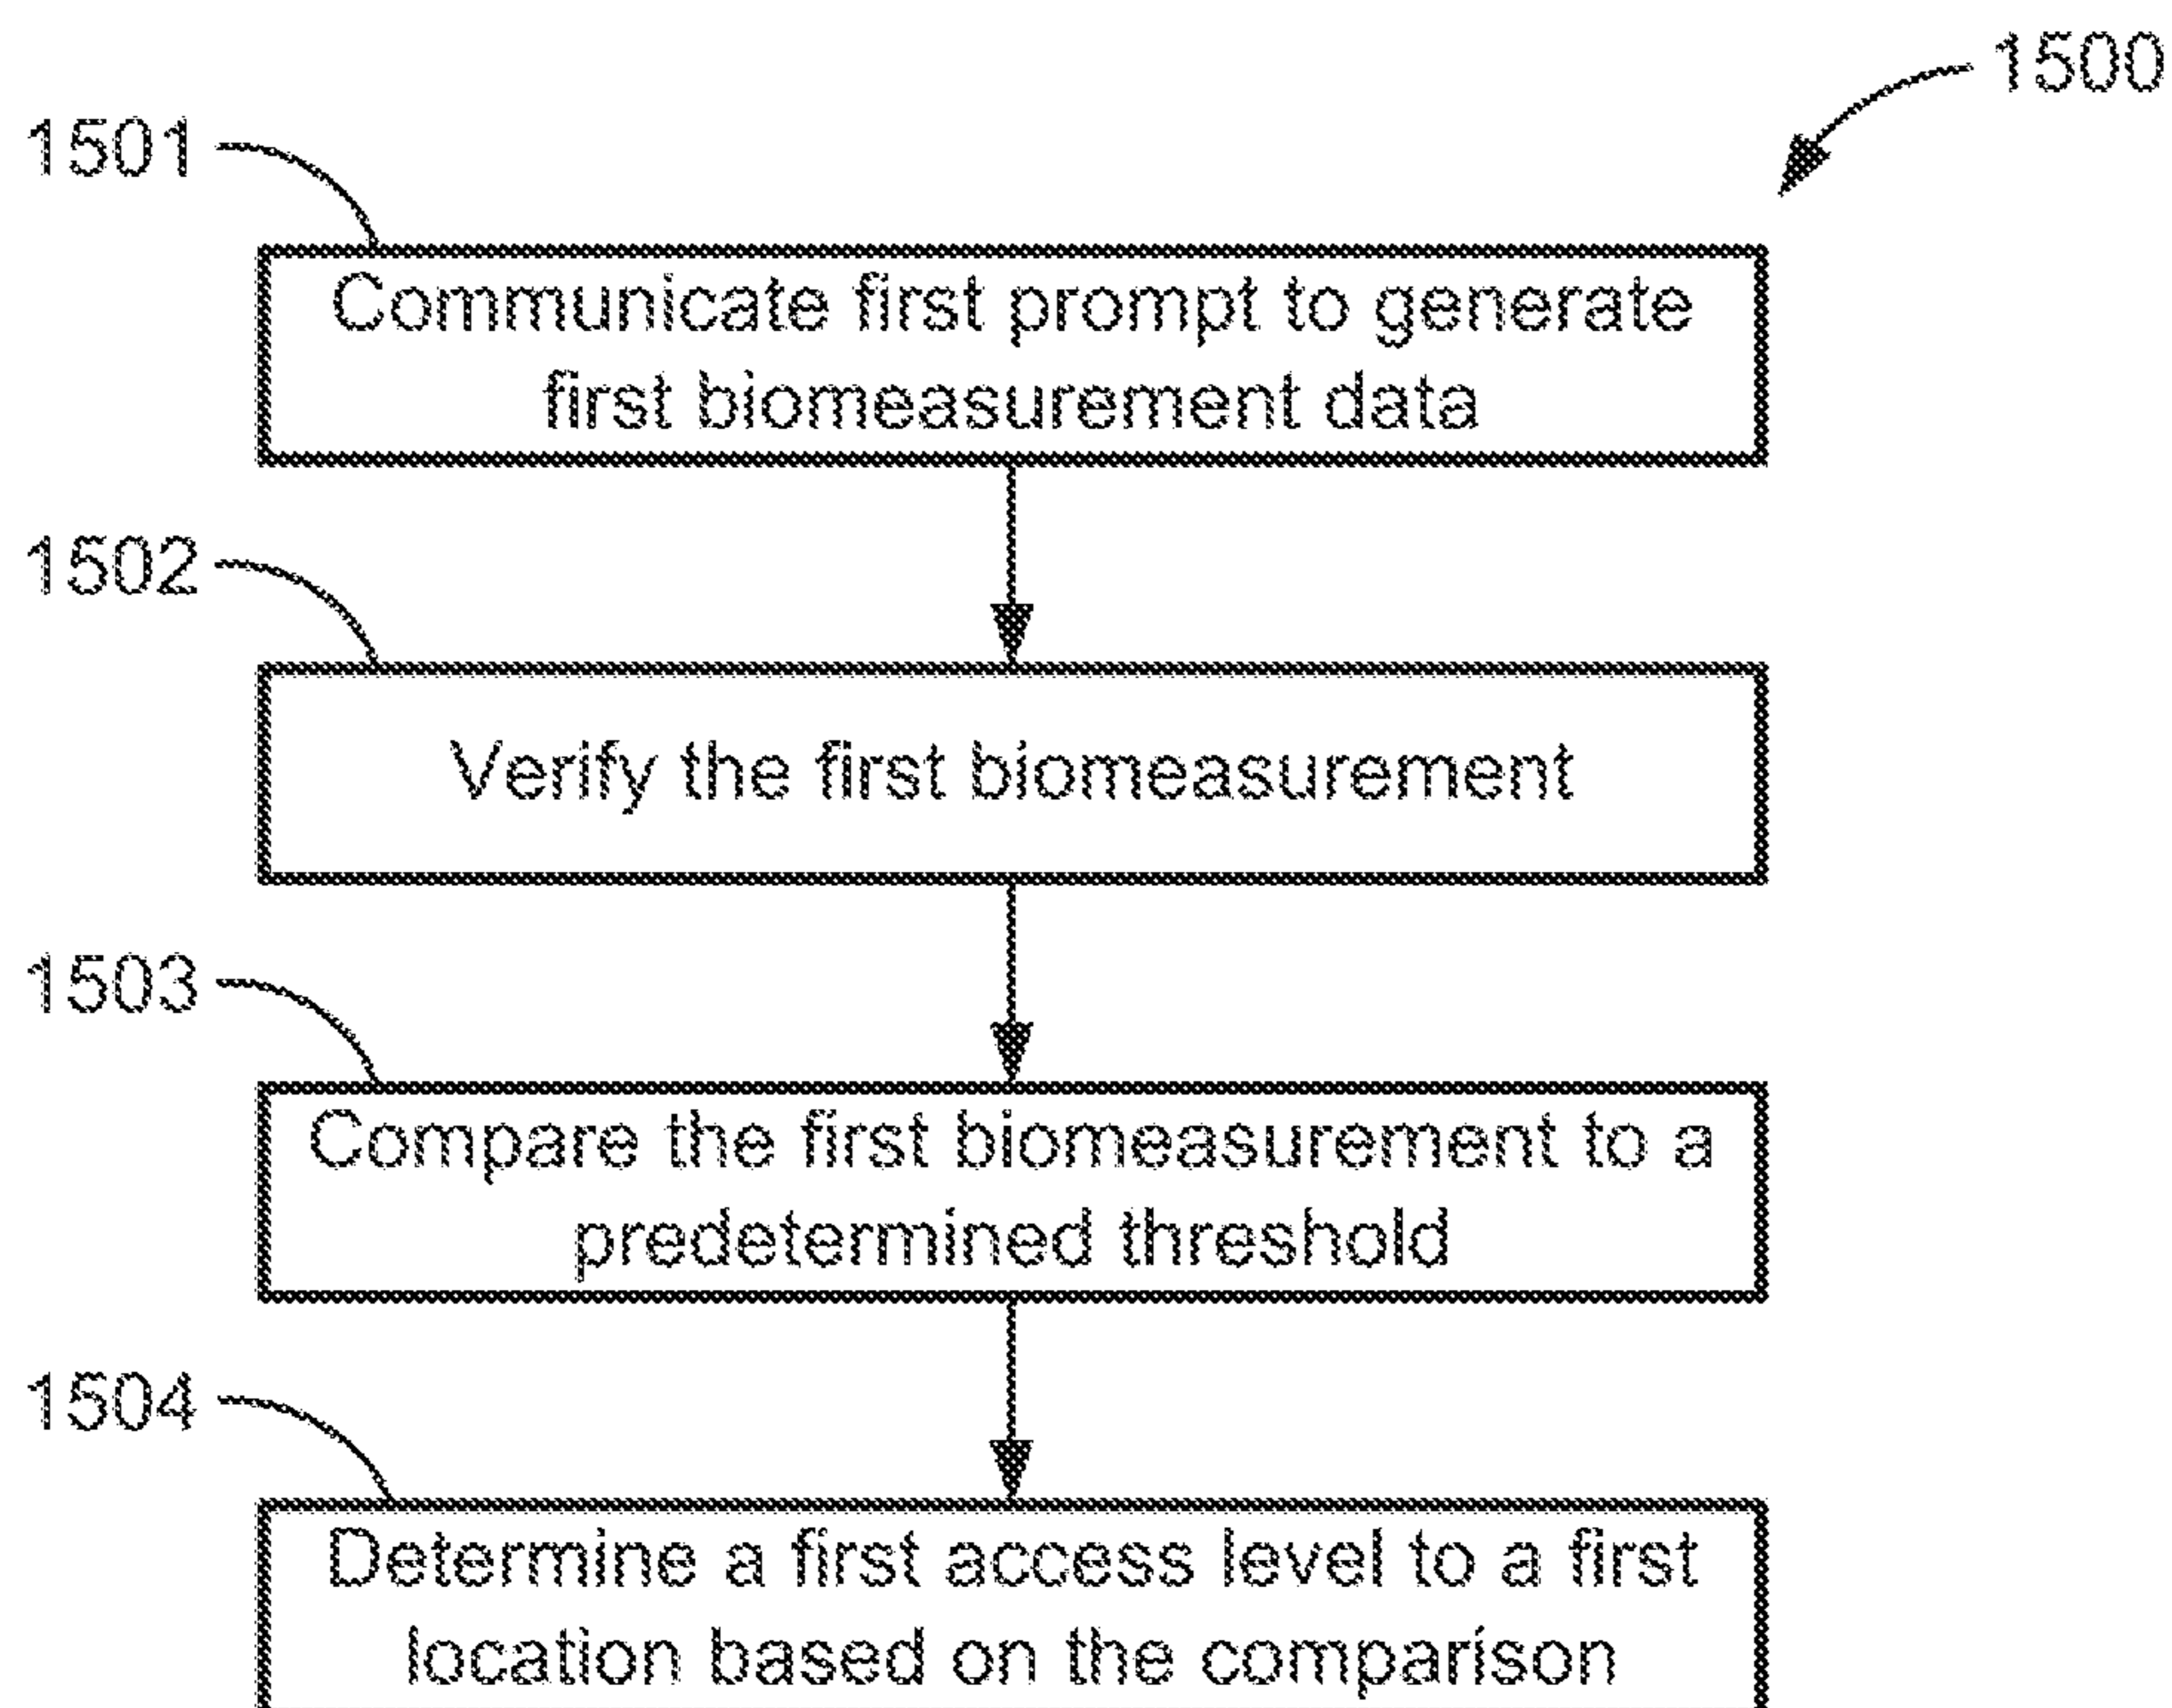 1500
1501
Communicate first prompt to generate
first biomeasurement data
1502
Verify the first biomeasurement
1503
Compare the first biomeasurement to a
predetermined threshold
1504
Determine a first access level to a first
location based on the comparison